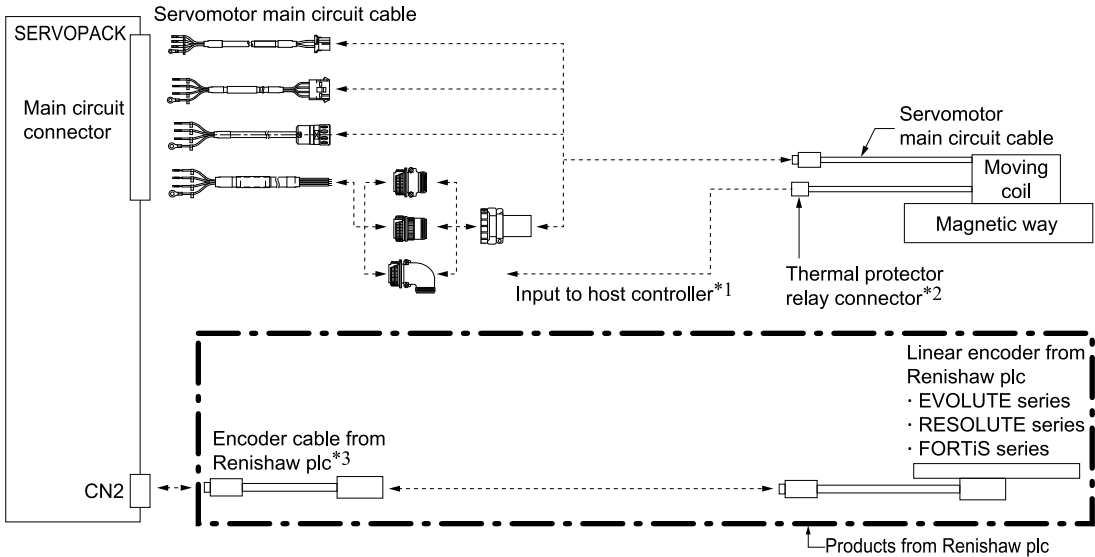 Servomotor main circuit cable
SERVOPACK
Main circuit
connector
Servomotor
main circuit cable
Moving
coil
Magnetic way
Thermal protector
relay connector*2
Input to host controller*1
Linear encoder from
Renishaw plc
· EVOLUTE series
· RESOLUTE series
· FORTiS series
Encoder cable from
Renishaw plc*3
CN2
Products from Renishaw plc